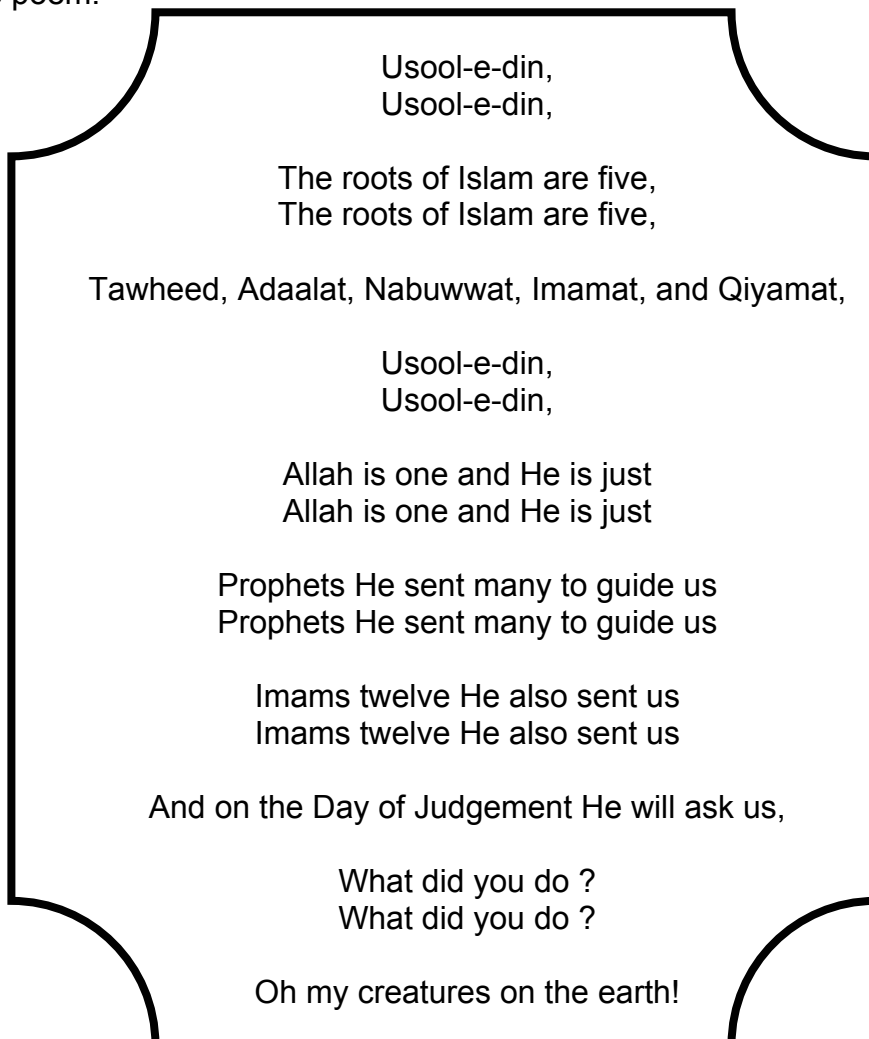 poem.
Usool-e-din,
Usool-e-din,
The roots of Islam are five,
The roots of Islam are five,
Tawheed, Adaalat, Nabuwwat, Imamat, and Qiyamat,
Usool-e-din,
Usool-e-din,
Allah is one and He is just
Allah is one and He is just
Prophets He sent many to guide us
Prophets He sent many to guide us
Imams twelve He also sent us
Imams twelve He also sent us
And on the Day of Judgement He will ask us,
What did you do ?
What did you do ?
Oh my creatures on the earth!